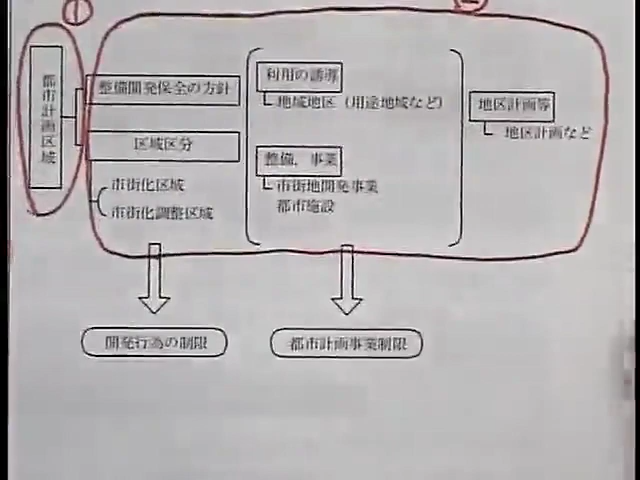 ①
都市計画区域
整備開発保全の方針
区域区分
市街化区域
市街化調整区域
利用の誘導
地域地区（用途地域など）
整備、事業
市街地開発事業
都市施設
地区計画等
地区計画など
開発行為の制限
都市計画事業制限